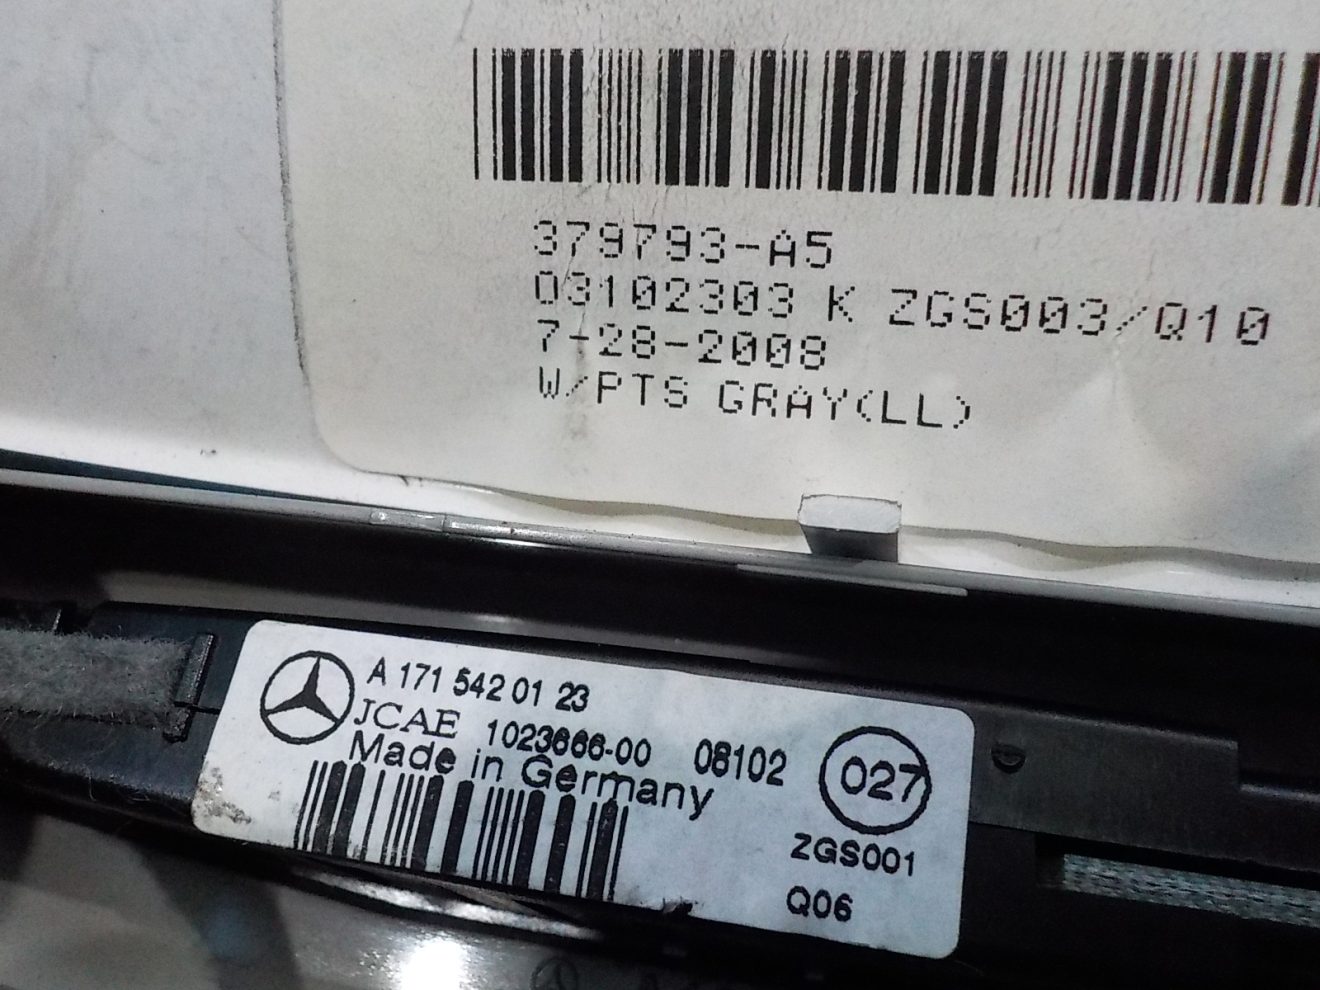 379793-A5
03102303 K ZGS003/Q10
7-28-2008
W/PTS GRAY(LL)
A 171 542 01 23
JCAE 1023666-00 08102
027
Made in Germany
ZGS001
Q06